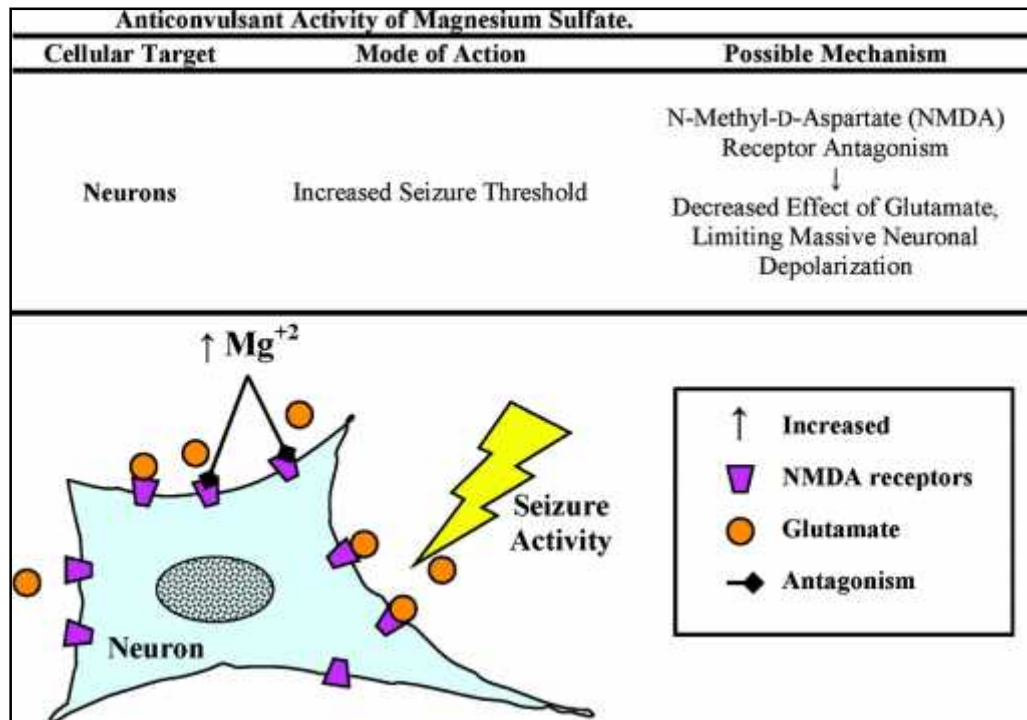 Anticonvulsant Activity of Magnesium Sulfate.
Cellular Target Mode of Action Possible Mechanism
Neurons
Increased Seizure Threshold
N-Methyl-D-Aspartate (NMDA)
Receptor Antagonism
↓
Decreased Effect of Glutamate,
Limiting Massive Neuronal
Depolarization
↑ Mg+2
Seizure
Activity
Neuron
↑ Increased
NMDA receptors
Glutamate
Antagonism